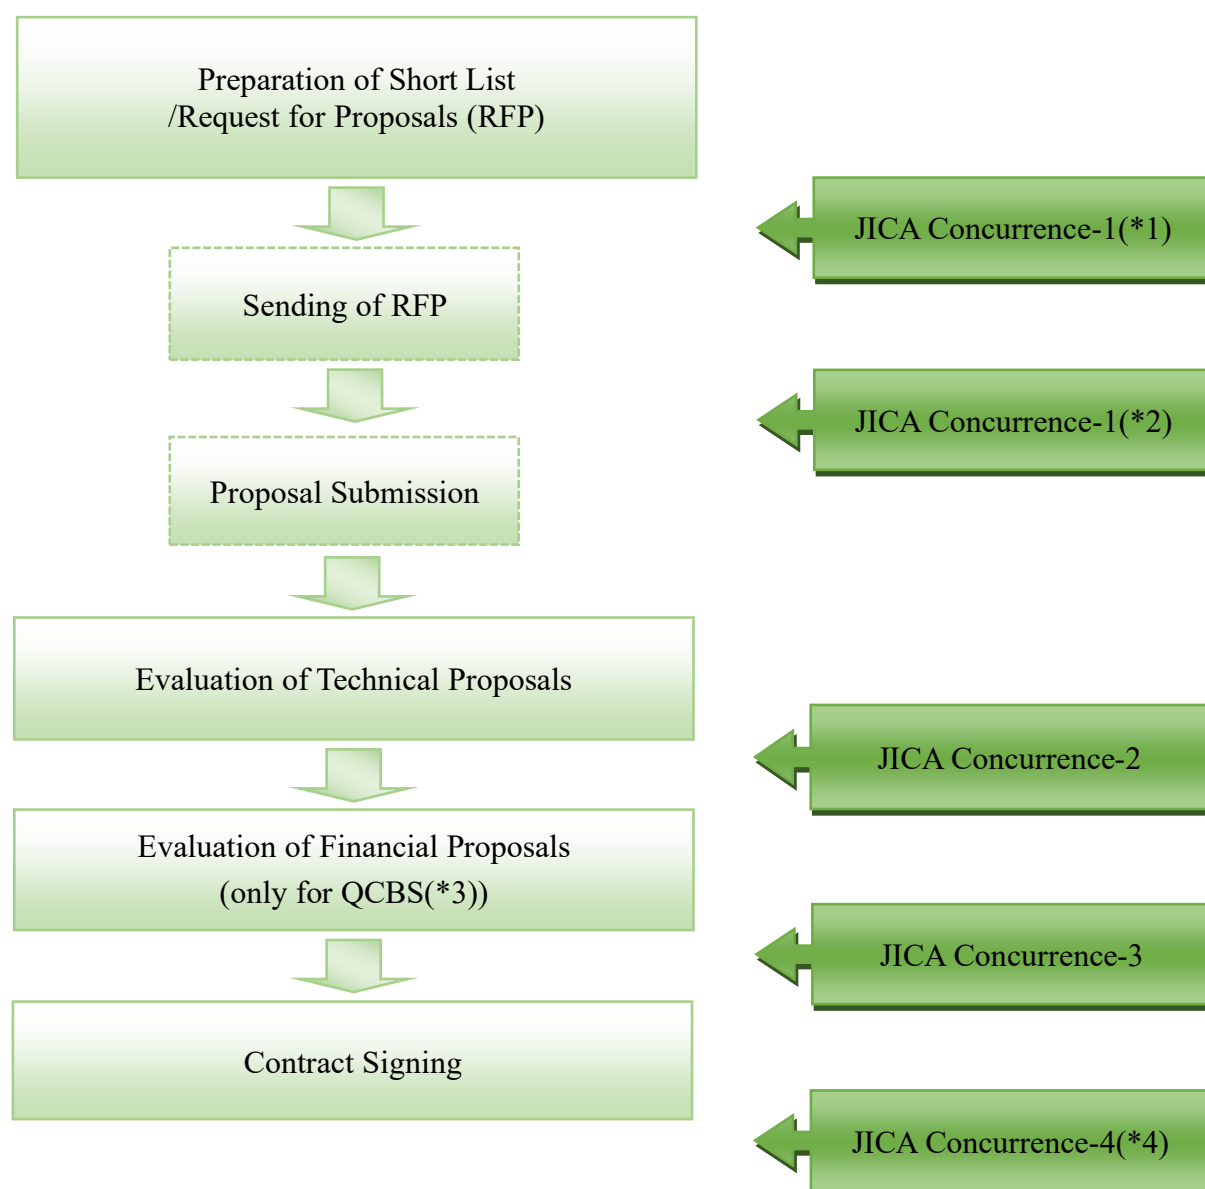 Preparation of Short List
/Request for Proposals (RFP)
JICA Concurrence-1(*1)
Sending of RFP
JICA Concurrence-1(*2)
Proposal Submission
Evaluation of Technical Proposals
JICA Concurrence-2
Evaluation of Financial Proposals
(only for QCBS(*3))
JICA Concurrence-3
Contract Signing
JICA Concurrence-4(*4)